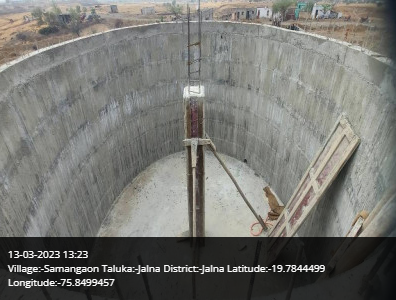 13-03-2023 13:23
Village:-Samangaon Taluka:-Jalna District:-Jalna Latitude:-19.7844499
Longitude:-75.8499457